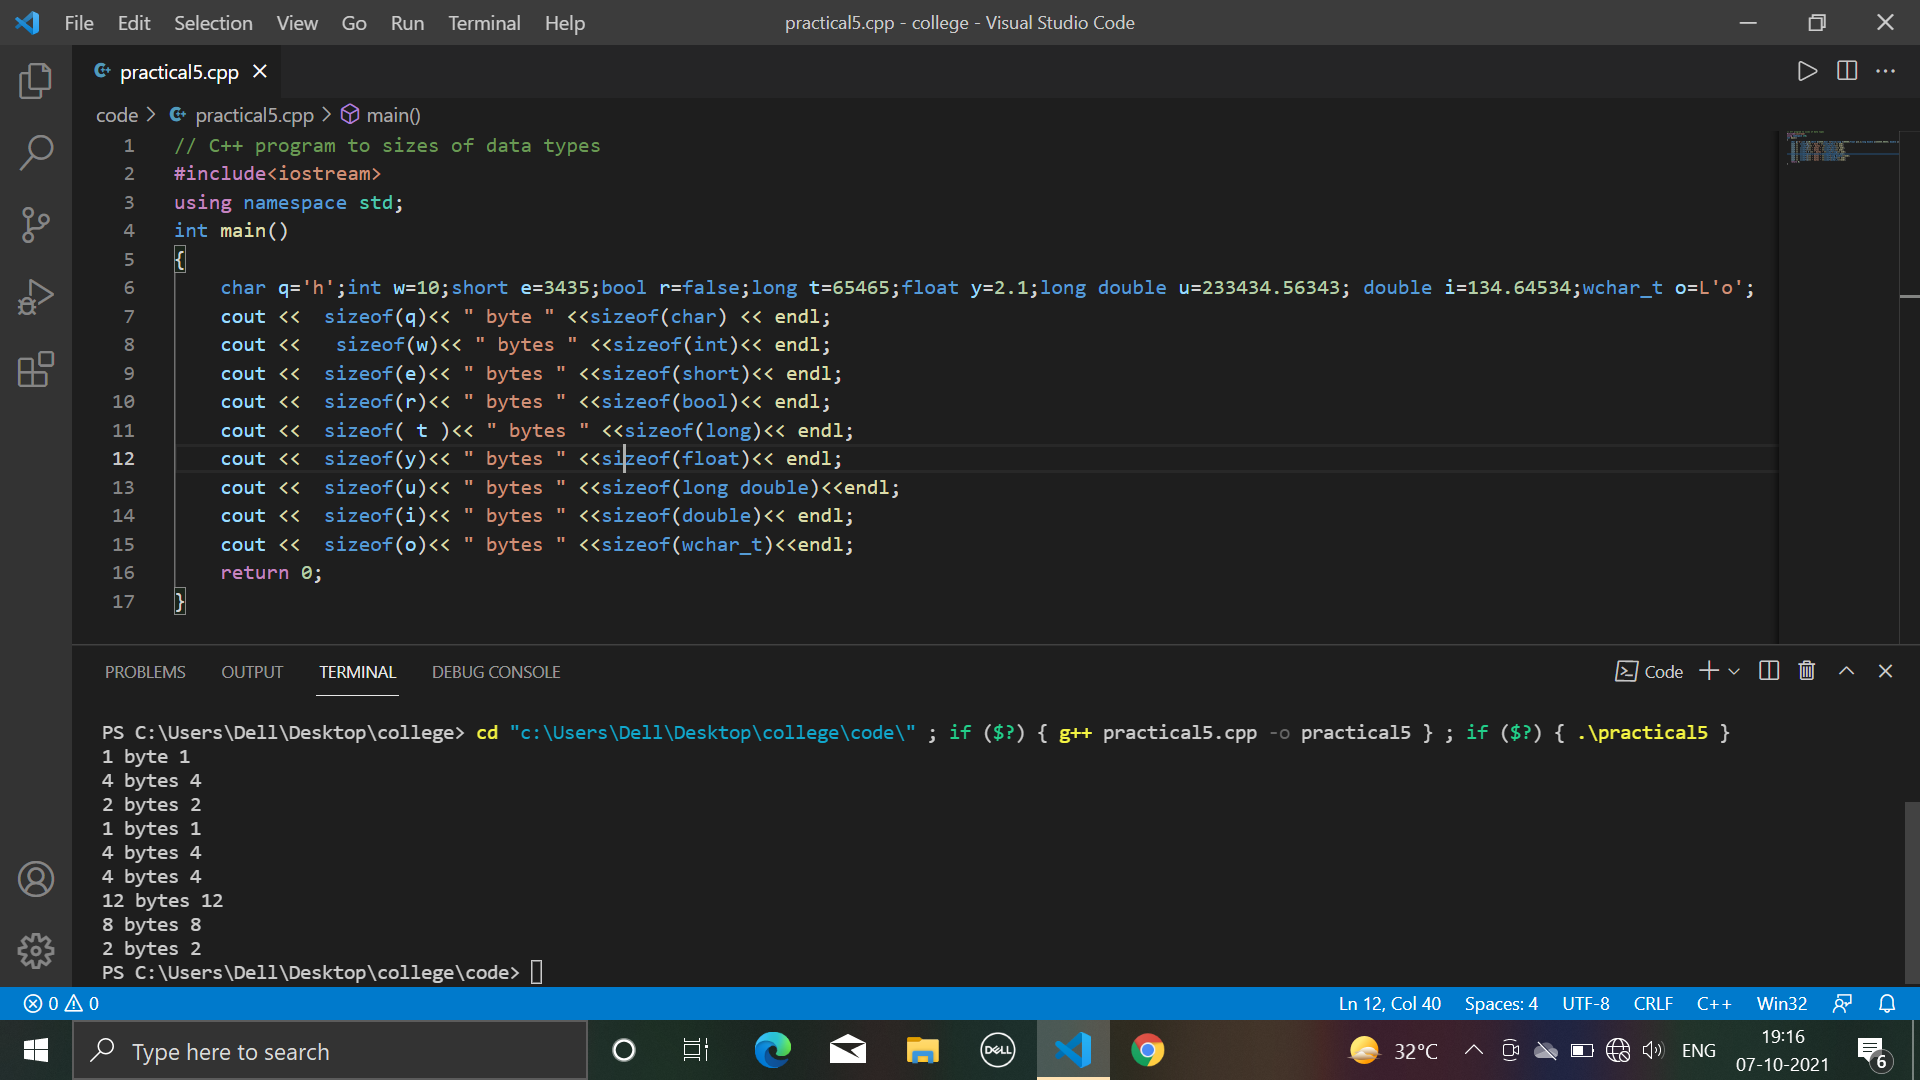 File Edit Selection View Go Run Terminal Help practical5.cpp - college - Visual Studio Code
practical5.cpp
code > practical5.cpp > main()
1 // C++ program to sizes of data types
2 #include<iostream>
3 using namespace std;
4 int main()
5 {
6 char q='h';int w=10;short e=3435;bool r=false;long t=65465;float y=2.1;long double u=233434.56343; double i=134.64534;wchar_t o=L'o';
7 cout <<  sizeof(q)<< " byte " <<sizeof(char) << endl;
8 cout <<   sizeof(w)<< " bytes " <<sizeof(int)<< endl;
9 cout <<  sizeof(e)<< " bytes " <<sizeof(short)<< endl;
10 cout <<  sizeof(r)<< " bytes " <<sizeof(bool)<< endl;
11 cout <<  sizeof( t )<< " bytes " <<sizeof(long)<< endl;
12 cout <<  sizeof(y)<< " bytes " <<sizeof(float)<< endl;
13 cout <<  sizeof(u)<< " bytes " <<sizeof(long double)<<endl;
14 cout <<  sizeof(i)<< " bytes " <<sizeof(double)<< endl;
15 cout <<  sizeof(o)<< " bytes " <<sizeof(wchar_t)<<endl;
16 return 0;
17 }
PROBLEMS OUTPUT TERMINAL DEBUG CONSOLE Code
PS C:\Users\Dell\Desktop\college> cd "c:\Users\Dell\Desktop\college\code\" ; if ($?) { g++ practical5.cpp -o practical5 } ; if ($?) { .\practical5 }
1 byte 1
4 bytes 4
2 bytes 2
1 bytes 1
4 bytes 4
4 bytes 4
12 bytes 12
8 bytes 8
2 bytes 2
PS C:\Users\Dell\Desktop\college\code>
0 0 Ln 12, Col 40 Spaces: 4 UTF-8 CRLF C++ Win32
Type here to search DELL 32°C ENG 19:16
07-10-2021 6